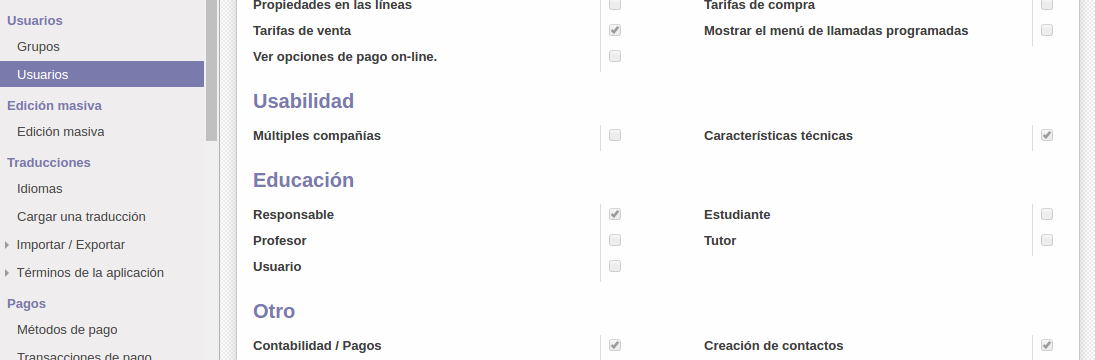 Usuarios
Grupos
Usuarios
Edición masiva
Edición masiva
Traducciones
Idiomas
Cargar una traducción
Importar / Exportar
Términos de la aplicación
Pagos
Métodos de pago
Transacciones de pago
Propiedades en las líneas
Tarifas de compra
Tarifas de venta
Mostrar el menú de llamadas programadas
Ver opciones de pago on-line.
Usabilidad
Múltiples compañías
Características técnicas
Educación
Responsable
Estudiante
Profesor
Tutor
Usuario
Otro
Contabilidad / Pagos
Creación de contactos